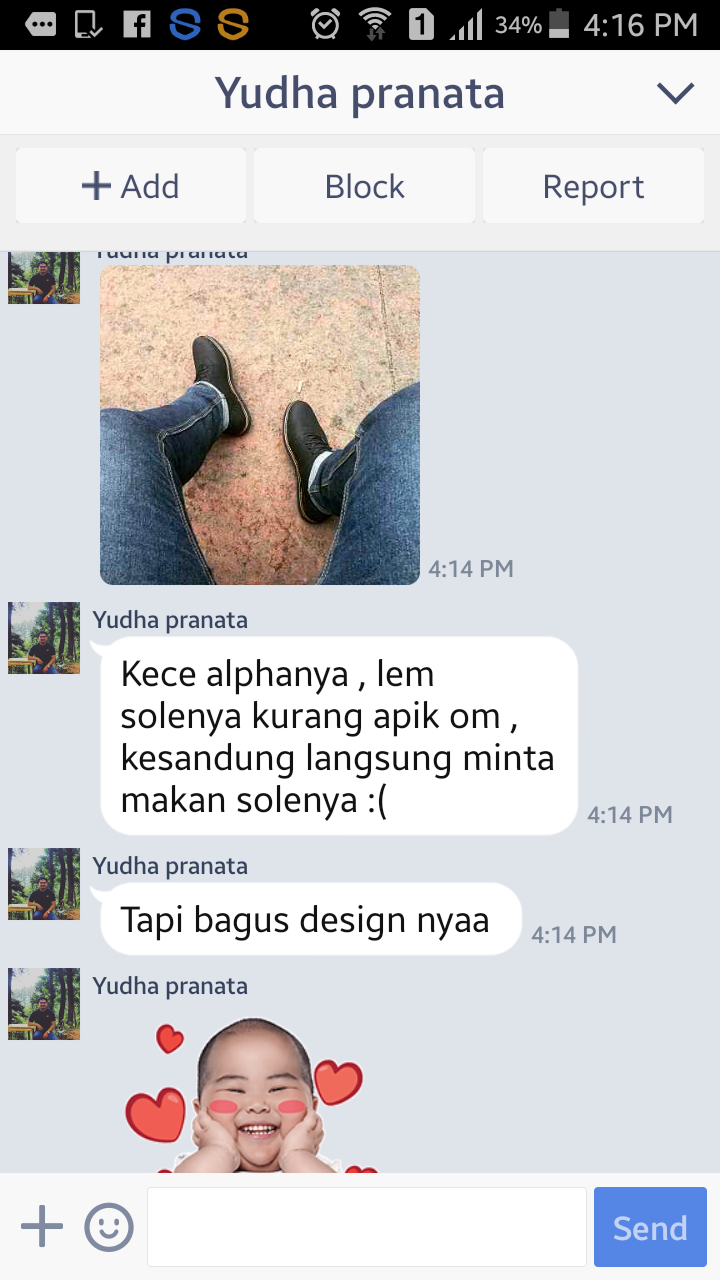 34% 4:16 PM
Yudha pranata
+ Add
Block
Report
Yudha pranata
4:14 PM
Yudha pranata
Kece alphanya , lem
solenya kurang apik om ,
kesandung langsung minta
makan solenya :(
4:14 PM
Yudha pranata
Tapi bagus design nyaa
4:14 PM
Yudha pranata
Send